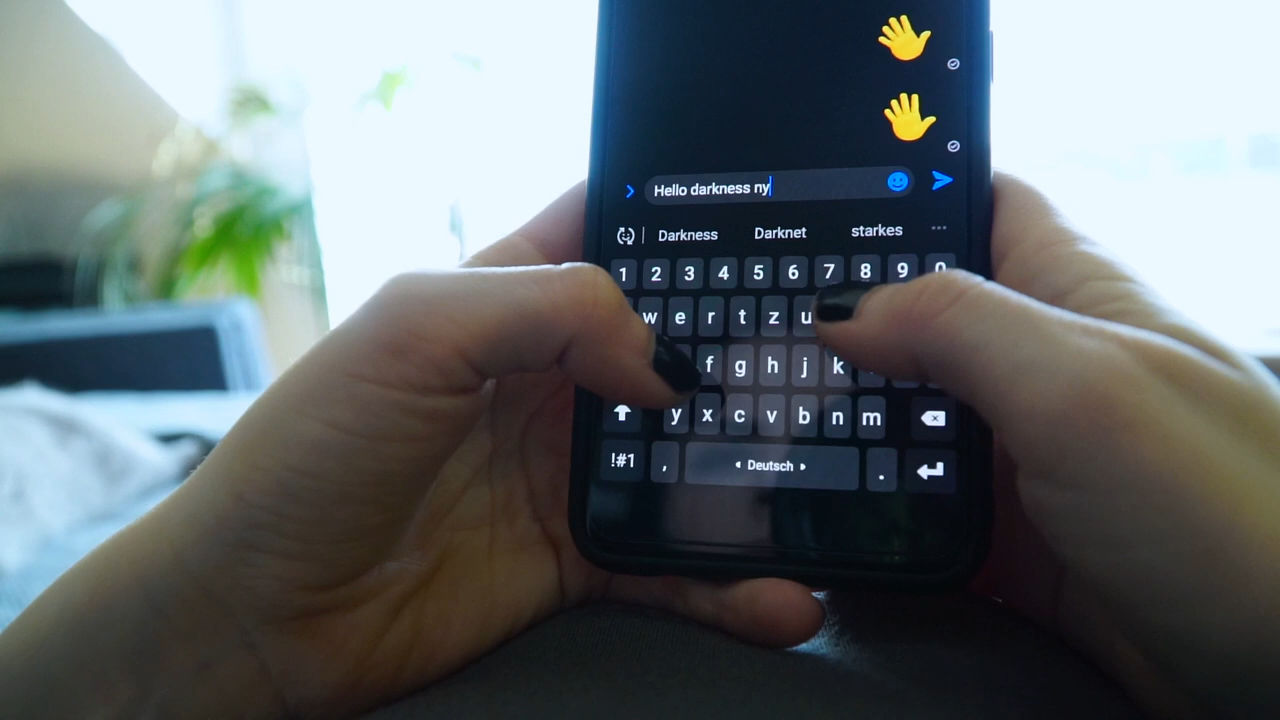 Hello darkness ny
Darkness Darknet starkes
1 2 3 4 5 6 7 8 9 0
w e r t z u
f g h j k
y x c v b n m
!#1 , Deutsch .